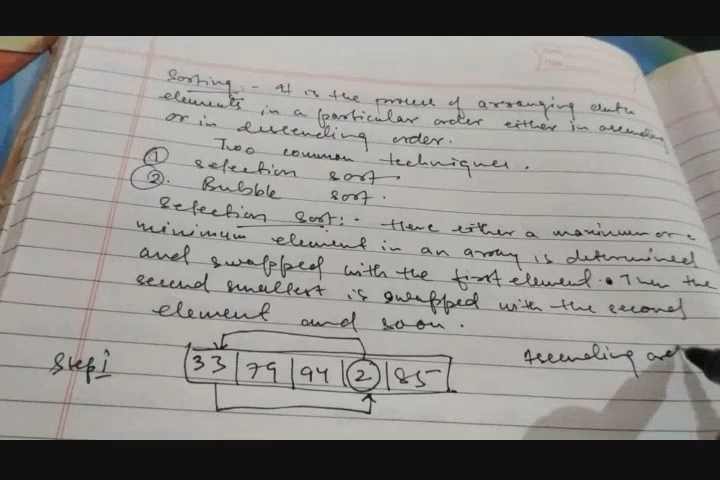 Sorting:- It is the process of arranging data
elements in a particular order either in ascending
or in descending order.
Two common techniques.
① selection sort.
②. Bubble sort.
Selection sort:- Here either a maximum or a
minimum element in an array is determined
and swapped with the first element. Then the
second smallest is swapped with the second
element and so on.
Ascending
Step 1 33 79 94 2 85